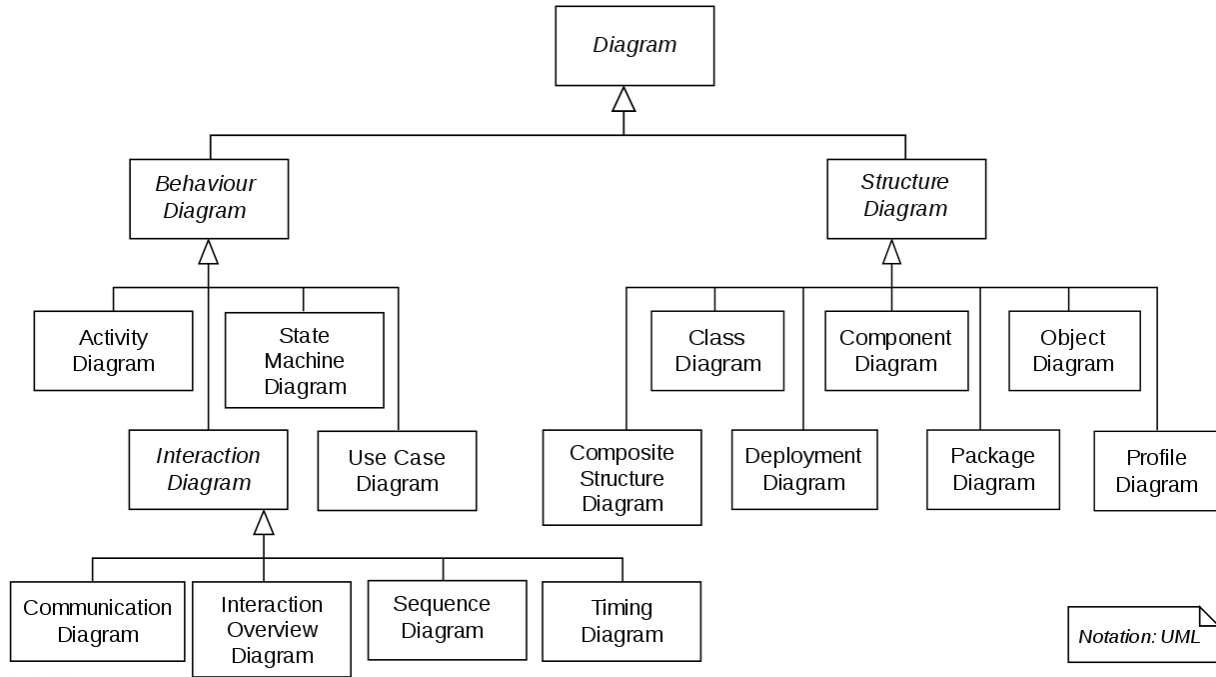 Diagram
Behaviour
Diagram
Structure
Diagram
Activity
Diagram
State
Machine
Diagram
Class
Diagram
Component
Diagram
Object
Diagram
Interaction
Diagram
Use Case
Diagram
Composite
Structure
Diagram
Deployment
Diagram
Package
Diagram
Profile
Diagram
Communication
Diagram
Interaction
Overview
Diagram
Sequence
Diagram
Timing
Diagram
Notation: UML